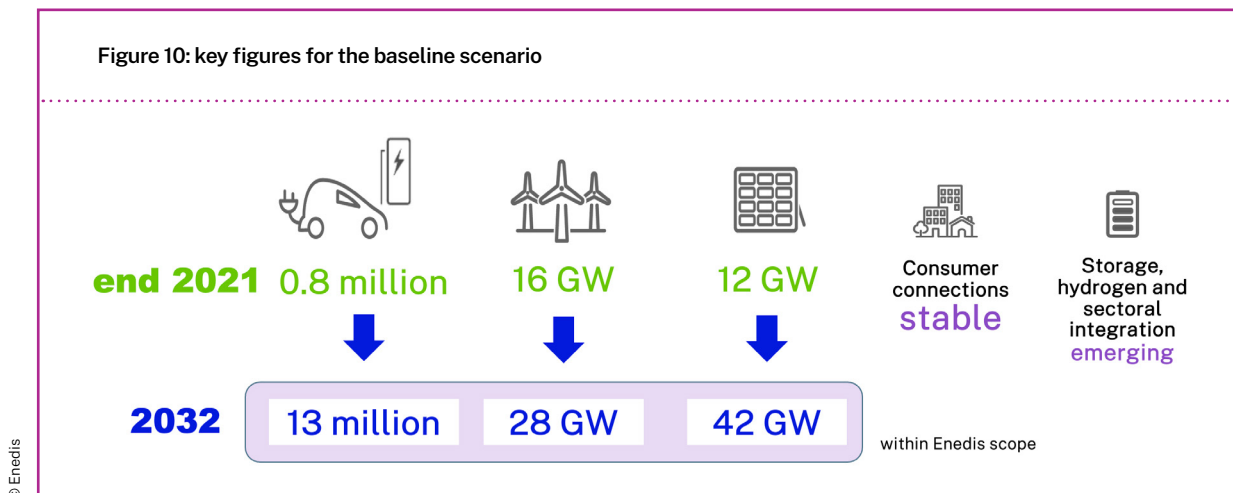 Figure 10: key figures for the baseline scenario
end 2021
0.8 million
16 GW
12 GW
Consumer
connections
stable
Storage,
hydrogen and
sectoral
integration
emerging
2032
13 million
28 GW
42 GW
within Enedis scope
© Enedis